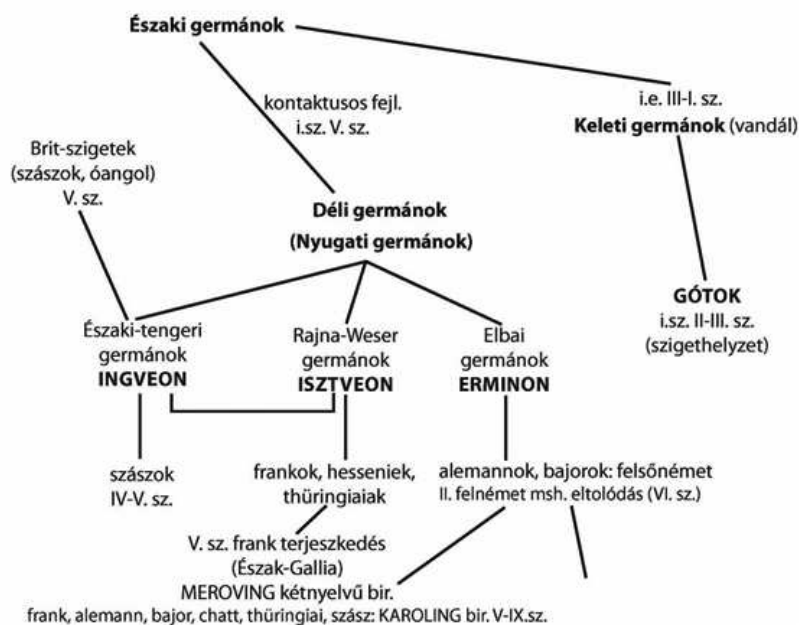 Északi germánok
kontaktusos fejl.
i.sz. V. sz.
i.e. III-I. sz.
Keleti germánok (vandál)
Brit-szigetek
(szászok, óangol)
V. sz.
Déli germánok
(Nyugati germánok)
GÓTOK
i.sz. II-III. sz.
(szigethelyzet)
Északi-tengeri
germánok
INGVEON
Rajna-Weser
germánok
ISZTVEON
Elbai
germánok
ERMINON
szászok
IV-V. sz.
frankok, hesseniek,
thüringiaiak
alemannok, bajorok: felsőnémet
II. felnémet msh. eltolódás (VI. sz.)
V. sz. frank terjeszkedés
(Észak-Gallia)
MEROVING kétnyelvű bir.
frank, alemann, bajor, chatt, thüringiai, szász: KAROLING bir. V-IX.sz.